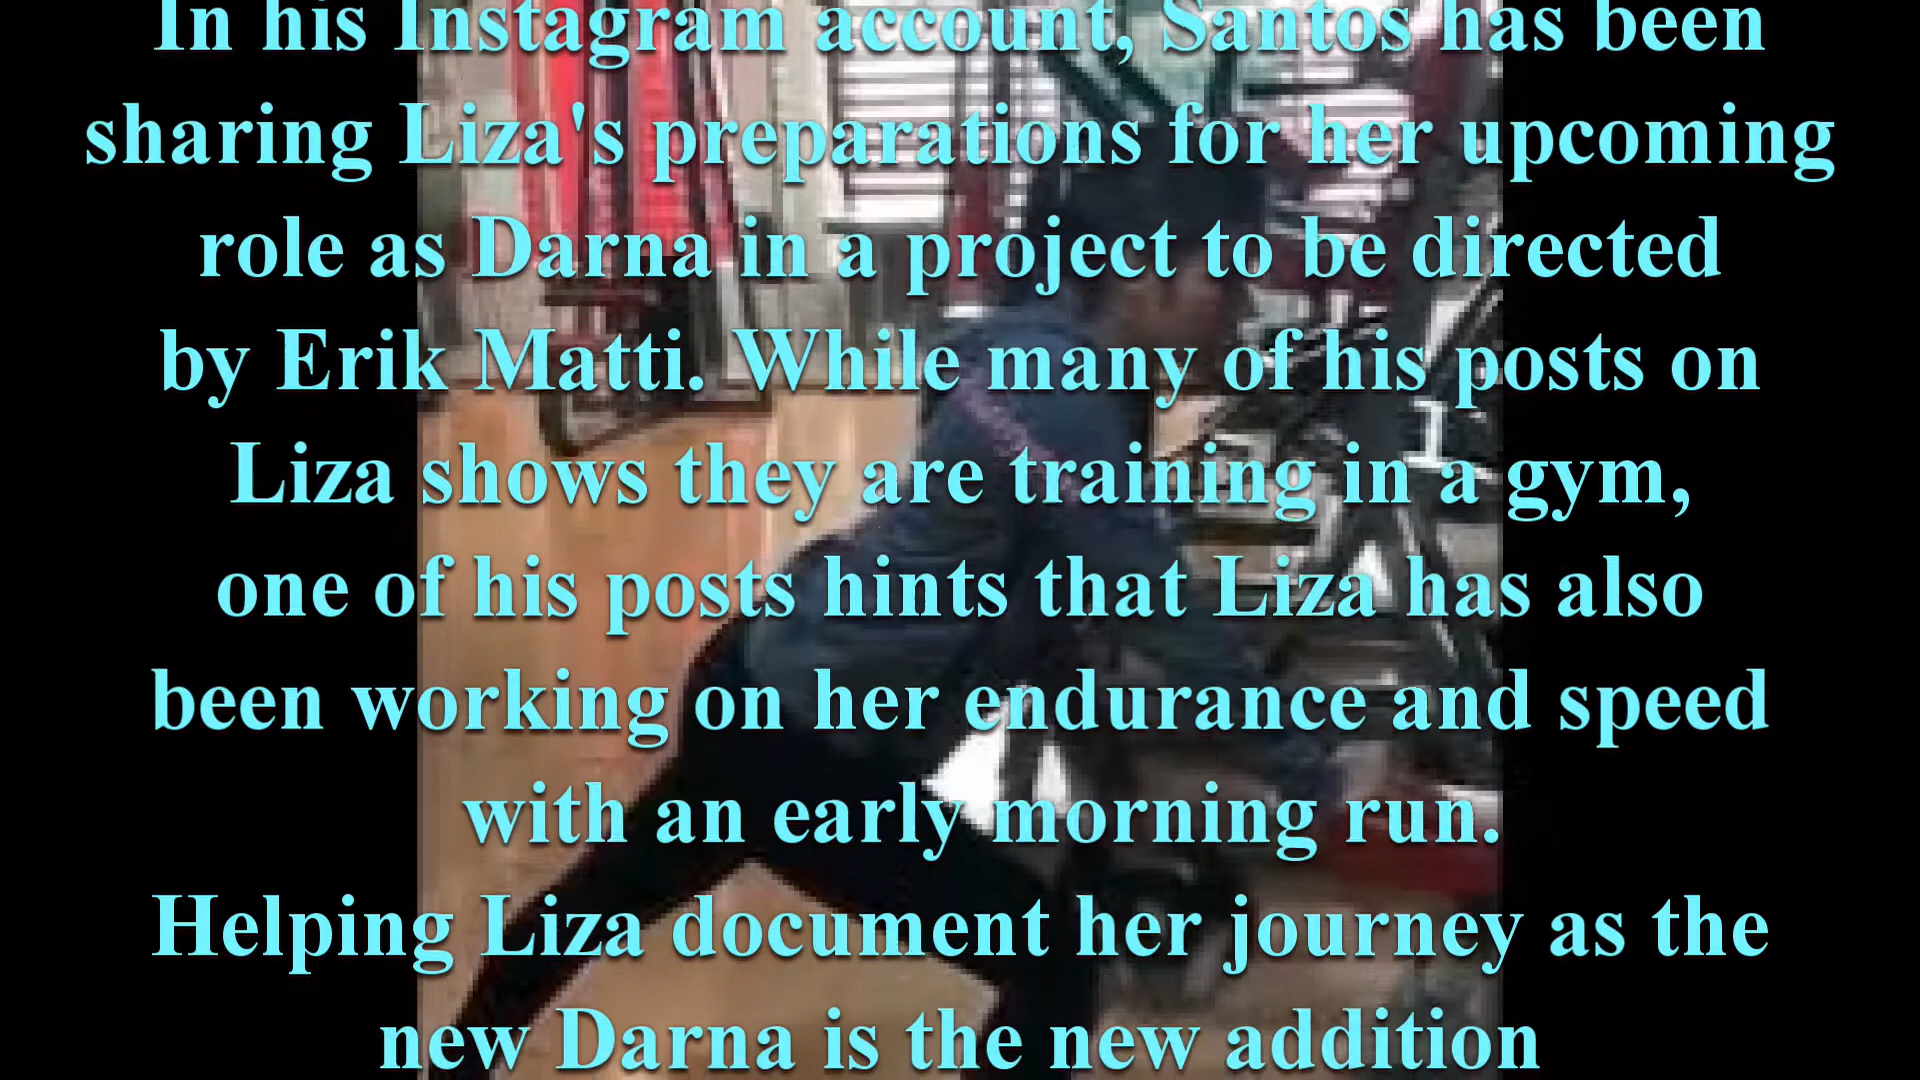 In his Instagram account, Santos has been
sharing Liza's preparations for her upcoming
role as Darna in a project to be directed
by Erik Matti. While many of his posts on
Liza shows they are training in a gym,
one of his posts hints that Liza has also
been working on her endurance and speed
with an early morning run.
Helping Liza document her journey as the
new Darna is the new addition